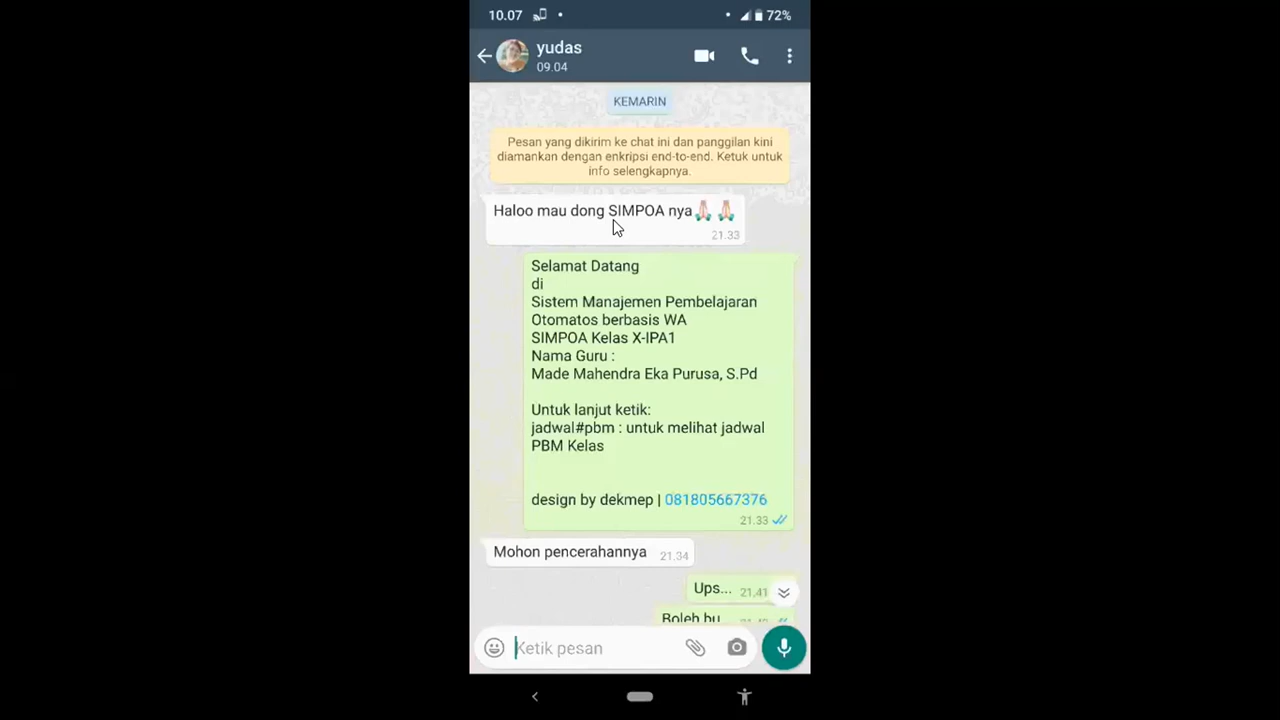 10.07
72%
yudas
09.04
KEMARIN
Pesan yang dikirim ke chat ini dan panggilan kini
diamankan dengan enkripsi end-to-end. Ketuk untuk
info selengkapnya.
Haloo mau dong SIMPOA nya🙏🙏
21.33
Selamat Datang
di
Sistem Manajemen Pembelajaran
Otomatos berbasis WA
SIMPOA Kelas X-IPA1
Nama Guru :
Made Mahendra Eka Purusa, S.Pd
Untuk lanjut ketik:
jadwal#pbm : untuk melihat jadwal
PBM Kelas
design by dekmep | 081805667376
21.33
Mohon pencerahannya 21.34
Ups... 21.41
Boleh bu
Ketik pesan